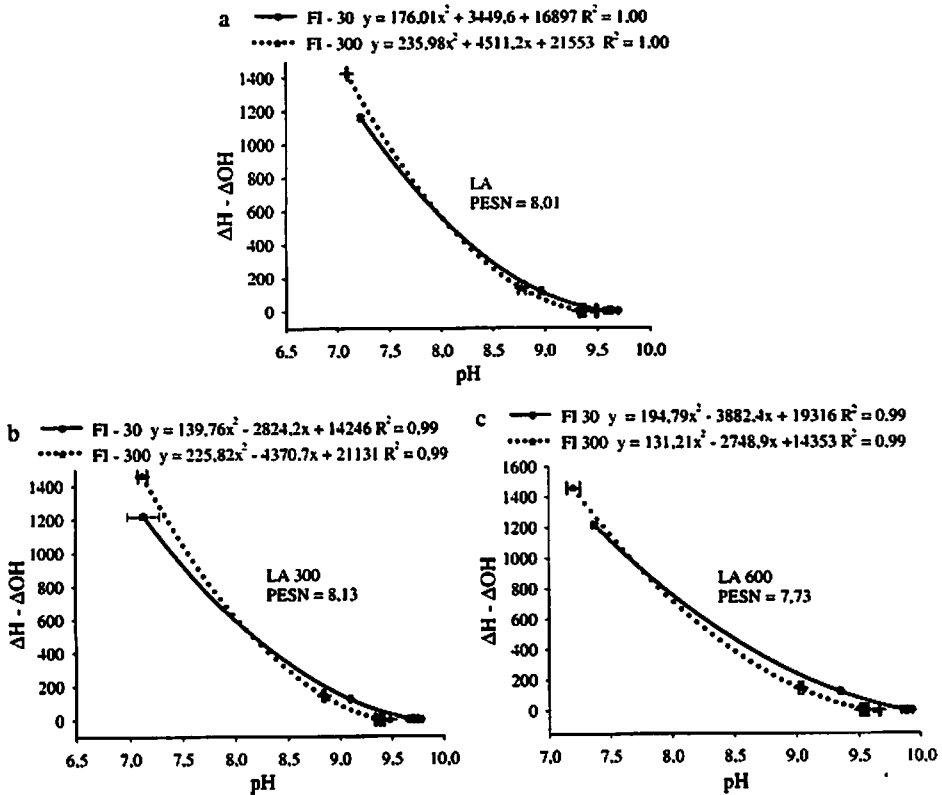 a
FI - 30 y = 176,01x² + 3449,6 + 16897 R² = 1.00
FI - 300 y = 235,98x² + 4511,2x + 21553 R² = 1.00
1400
1200
1000
800
600
400
200
0
ΔH - ΔOH
LA
PESN = 8,01
6.5 7.0 7.5 8.0 8.5 9.0 9.5 10.0
pH
b
FI - 30 y = 139,76x² - 2824,2x + 14246 R² = 0,99
FI - 300 y = 225,82x² - 4370,7x + 21131 R² = 0,99
1400
1200
1000
800
600
400
200
0
ΔH - ΔOH
LA 300
PESN = 8,13
6.5 7.0 7.5 8.0 8.5 9.0 9.5 10.0
pH
c
FI 30 y = 194,79x² - 3882,4x + 19316 R² = 0,99
FI 300 y = 131,21x² - 2748,9x +14353 R² = 0,99
1600
1400
1200
1000
800
600
400
200
0
ΔH - ΔOH
LA 600
PESN = 7,73
7.0 7.5 8.0 8.5 9.0 9.5 10.0
pH